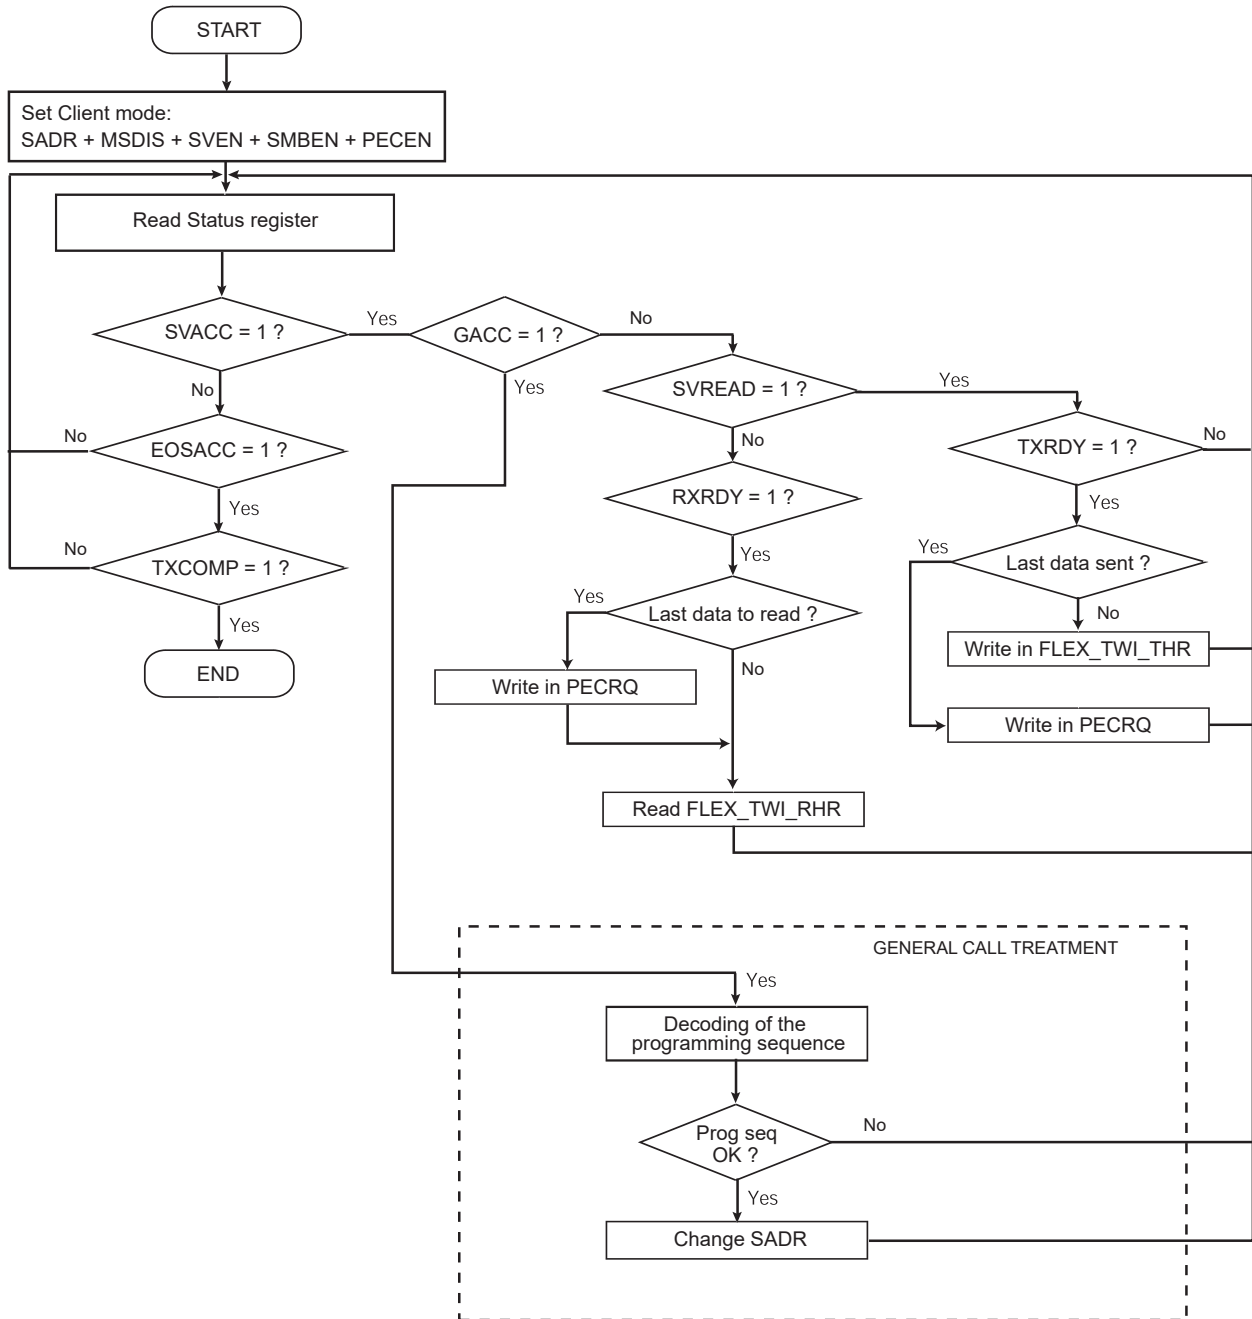 START
Set Client mode:
SADR + MSDIS + SVEN + SMBEN + PECEN
Read Status register
SVACC = 1 ?
Yes
GACC = 1 ?
No
No
Yes
SVREAD = 1 ?
Yes
No
EOSACC = 1 ?
Yes
No
RXRDY = 1 ?
Yes
TXRDY = 1 ?
No
Yes
No
TXCOMP = 1 ?
Yes
END
Last data to read ?
Yes
No
Write in PECRQ
Read FLEX_TWI_RHR
Yes
Last data sent ?
No
Write in FLEX_TWI_THR
Write in PECRQ
GENERAL CALL TREATMENT
Yes
Decoding of the
programming sequence
Prog seq
OK ?
No
Yes
Change SADR